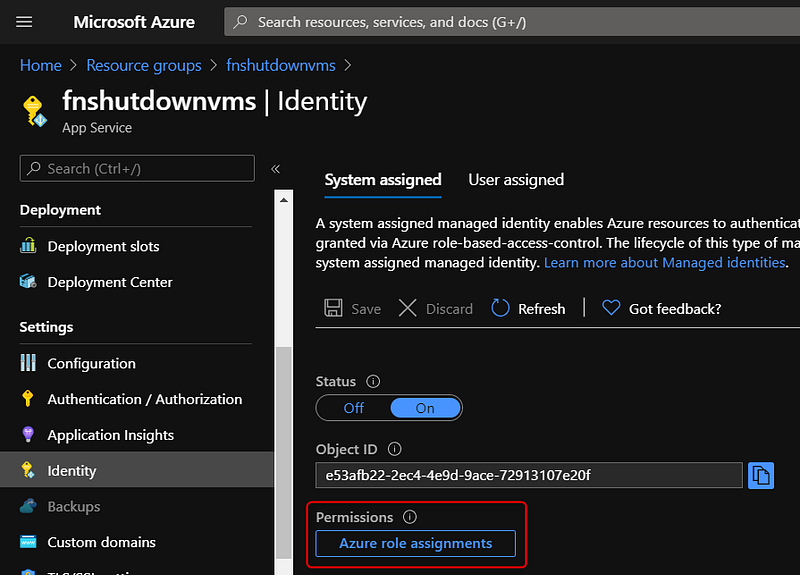 Microsoft Azure
Search resources, services, and docs (G+/)
Home > Resource groups > fnshutdownvms >
fnshutdownvms | Identity
App Service
Search (Ctrl+/)
«
Deployment
Deployment slots
Deployment Center
Settings
Configuration
Authentication / Authorization
Application Insights
Identity
Backups
Custom domains
System assigned
User assigned
A system assigned managed identity enables Azure resources to authenticat
granted via Azure role-based-access-control. The lifecycle of this type of ma
system assigned managed identity. Learn more about Managed identities.
Save
Discard
Refresh
Got feedback?
Status
Off
On
Object ID
e53afb22-2ec4-4e9d-9ace-72913107e20f
Permissions
Azure role assignments